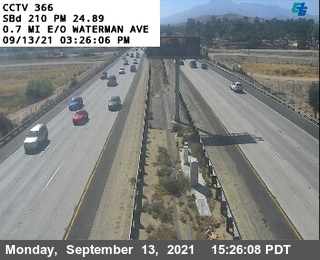 CCTV 366
SBd 210 PM 24.89
0.7 MI E/O WATERMAN AVE
09/13/21 03:26:06 PM
Monday, September 13, 2021 15:26:08 PDT